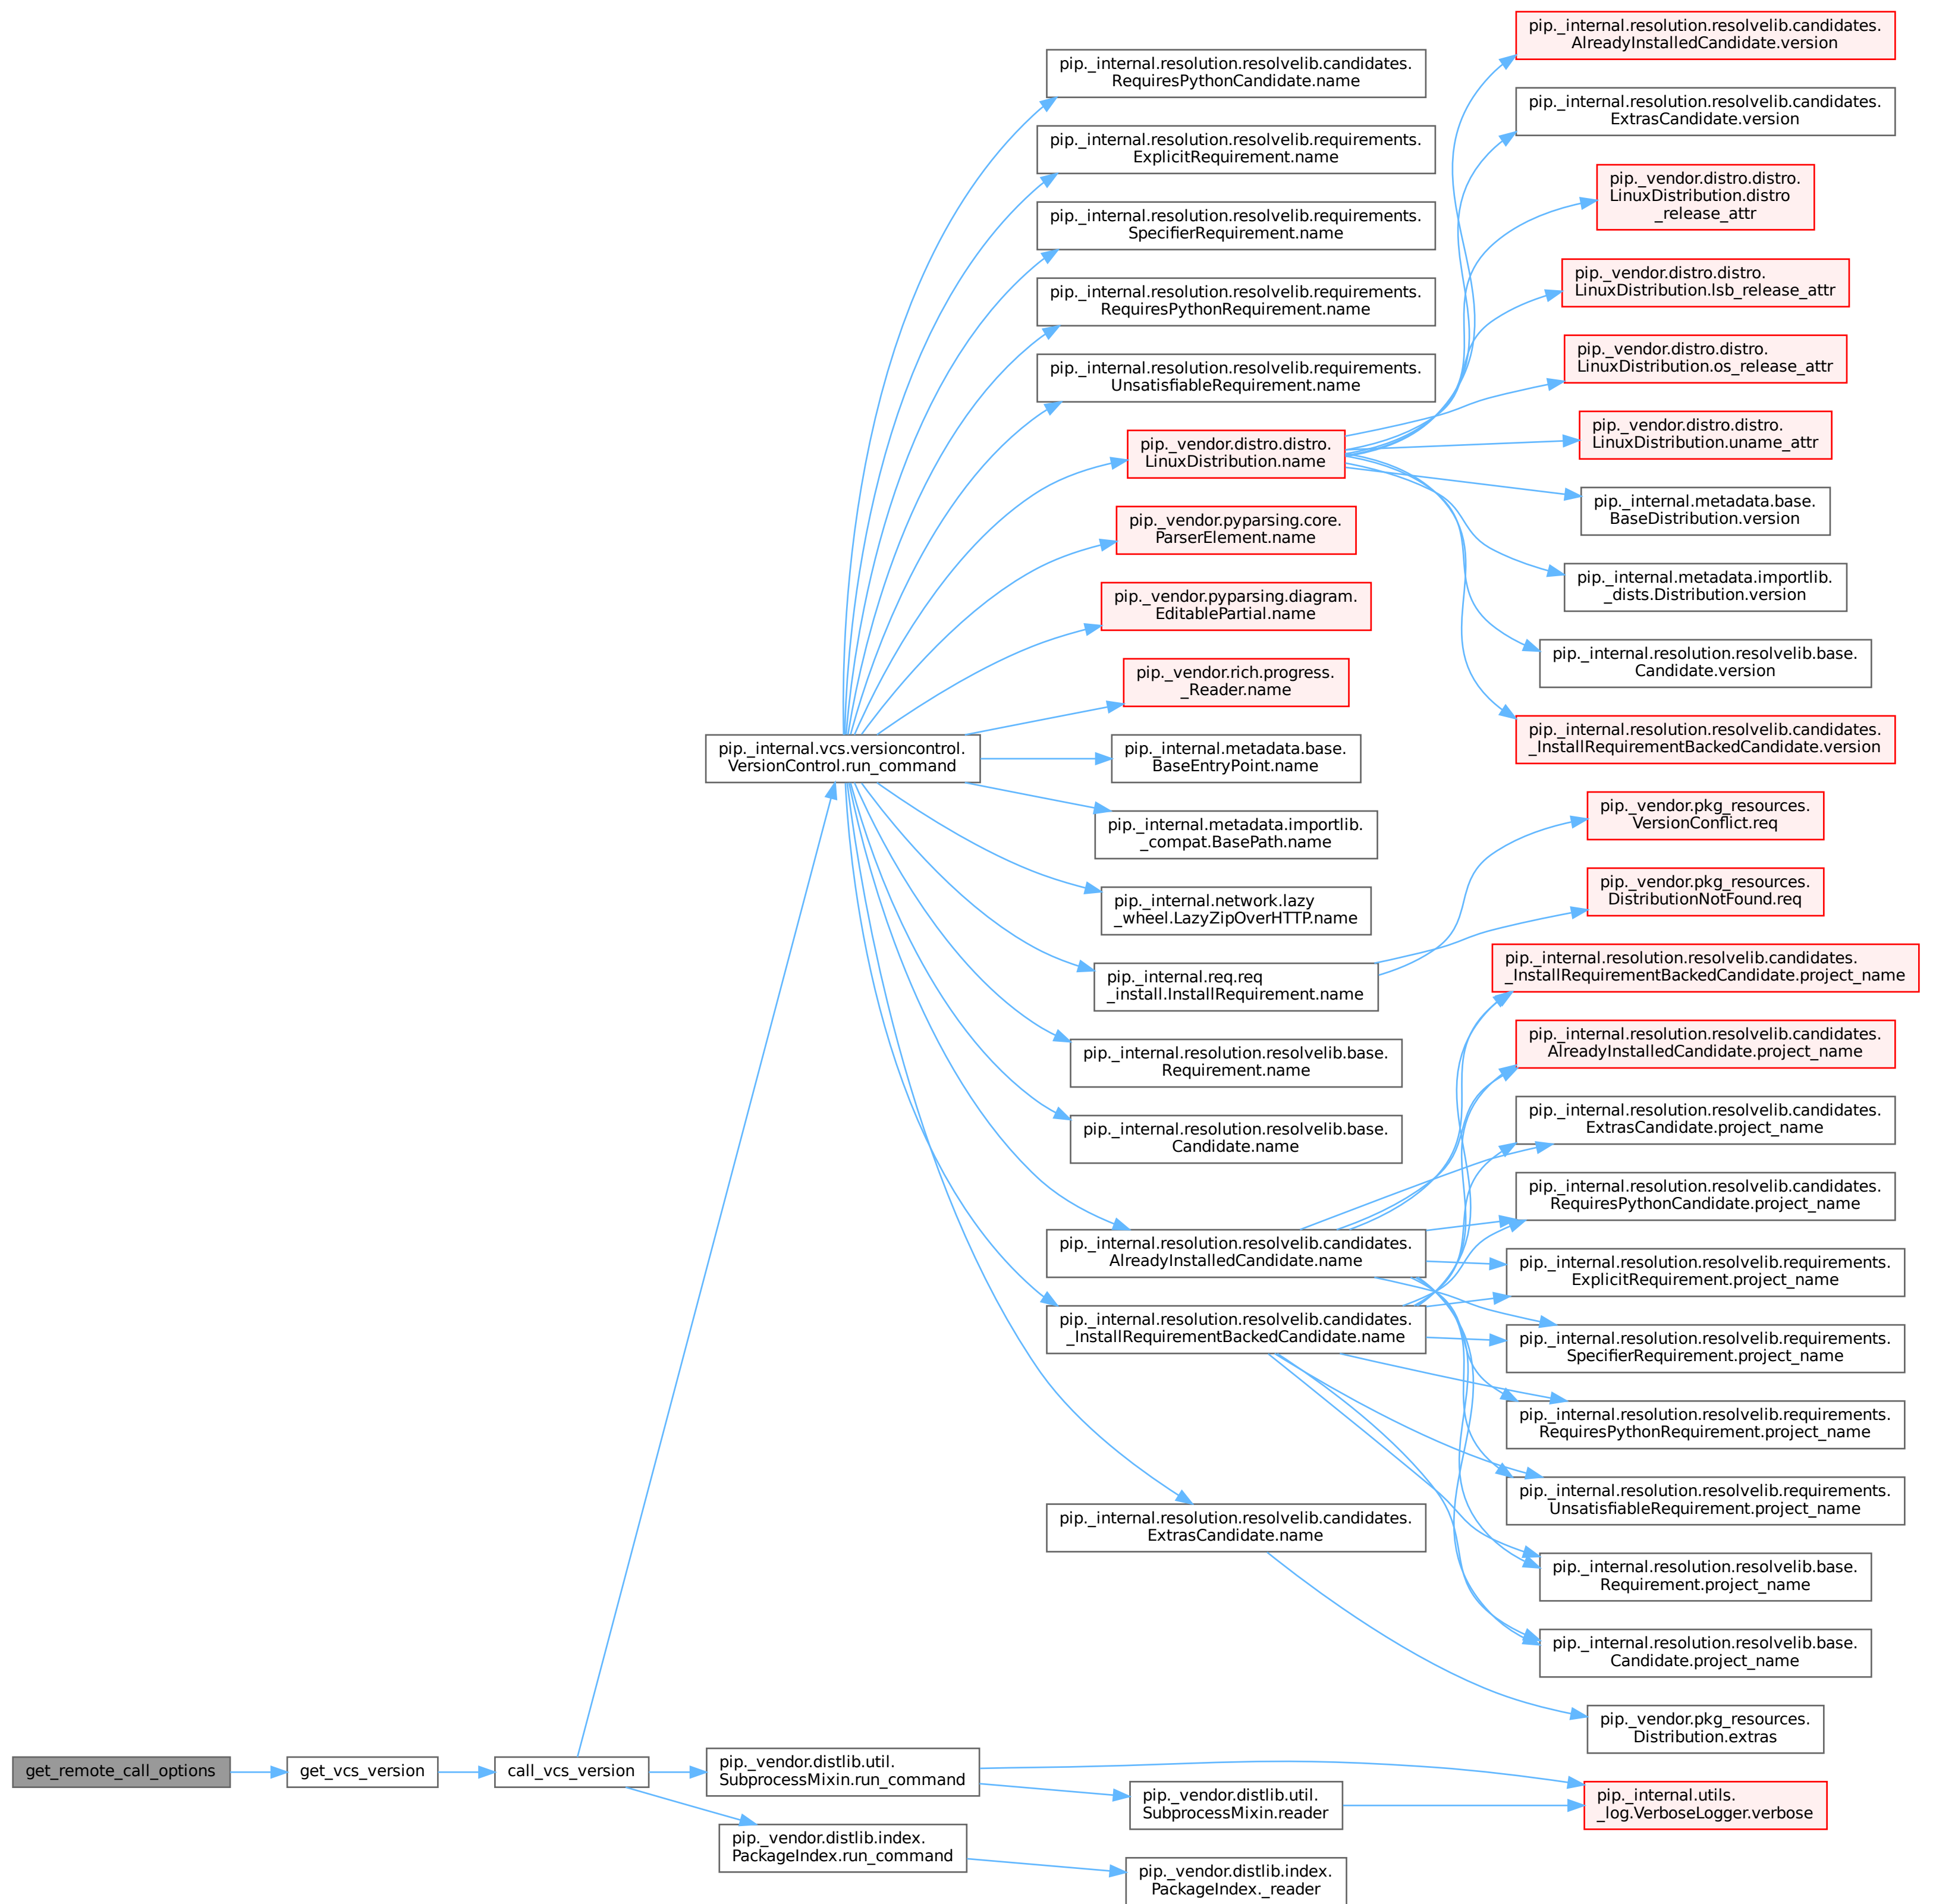 get_remote_call_options
get_vcs_version
call_vcs_version
pip._internal.vcs.versioncontrol.
VersionControl.run_command
pip._vendor.distlib.util.
SubprocessMixin.run_command
pip._vendor.distlib.index.
PackageIndex.run_command
pip._internal.resolution.resolvelib.candidates.
RequiresPythonCandidate.name
pip._internal.resolution.resolvelib.requirements.
ExplicitRequirement.name
pip._internal.resolution.resolvelib.requirements.
SpecifierRequirement.name
pip._internal.resolution.resolvelib.requirements.
RequiresPythonRequirement.name
pip._internal.resolution.resolvelib.requirements.
UnsatisfiableRequirement.name
pip._vendor.distro.distro.
LinuxDistribution.name
pip._vendor.pyparsing.core.
ParserElement.name
pip._vendor.pyparsing.diagram.
EditablePartial.name
pip._vendor.rich.progress.
_Reader.name
pip._internal.metadata.base.
BaseEntryPoint.name
pip._internal.metadata.importlib.
_compat.BasePath.name
pip._internal.network.lazy
_wheel.LazyZipOverHTTP.name
pip._internal.req.req
_install.InstallRequirement.name
pip._internal.resolution.resolvelib.base.
Requirement.name
pip._internal.resolution.resolvelib.base.
Candidate.name
pip._internal.resolution.resolvelib.candidates.
AlreadyInstalledCandidate.name
pip._internal.resolution.resolvelib.candidates.
_InstallRequirementBackedCandidate.name
pip._internal.resolution.resolvelib.candidates.
ExtrasCandidate.name
pip._vendor.distlib.util.
SubprocessMixin.reader
pip._vendor.distlib.index.
PackageIndex._reader
pip._internal.resolution.resolvelib.candidates.
AlreadyInstalledCandidate.version
pip._internal.resolution.resolvelib.candidates.
ExtrasCandidate.version
pip._vendor.distro.distro.
LinuxDistribution.distro
_release_attr
pip._vendor.distro.distro.
LinuxDistribution.lsb_release_attr
pip._vendor.distro.distro.
LinuxDistribution.os_release_attr
pip._vendor.distro.distro.
LinuxDistribution.uname_attr
pip._internal.metadata.base.
BaseDistribution.version
pip._internal.metadata.importlib.
_dists.Distribution.version
pip._internal.resolution.resolvelib.base.
Candidate.version
pip._internal.resolution.resolvelib.candidates.
_InstallRequirementBackedCandidate.version
pip._vendor.pkg_resources.
VersionConflict.req
pip._vendor.pkg_resources.
DistributionNotFound.req
pip._internal.resolution.resolvelib.candidates.
_InstallRequirementBackedCandidate.project_name
pip._internal.resolution.resolvelib.candidates.
AlreadyInstalledCandidate.project_name
pip._internal.resolution.resolvelib.candidates.
ExtrasCandidate.project_name
pip._internal.resolution.resolvelib.candidates.
RequiresPythonCandidate.project_name
pip._internal.resolution.resolvelib.requirements.
ExplicitRequirement.project_name
pip._internal.resolution.resolvelib.requirements.
SpecifierRequirement.project_name
pip._internal.resolution.resolvelib.requirements.
RequiresPythonRequirement.project_name
pip._internal.resolution.resolvelib.requirements.
UnsatisfiableRequirement.project_name
pip._internal.resolution.resolvelib.base.
Requirement.project_name
pip._internal.resolution.resolvelib.base.
Candidate.project_name
pip._vendor.pkg_resources.
Distribution.extras
pip._internal.utils.
_log.VerboseLogger.verbose